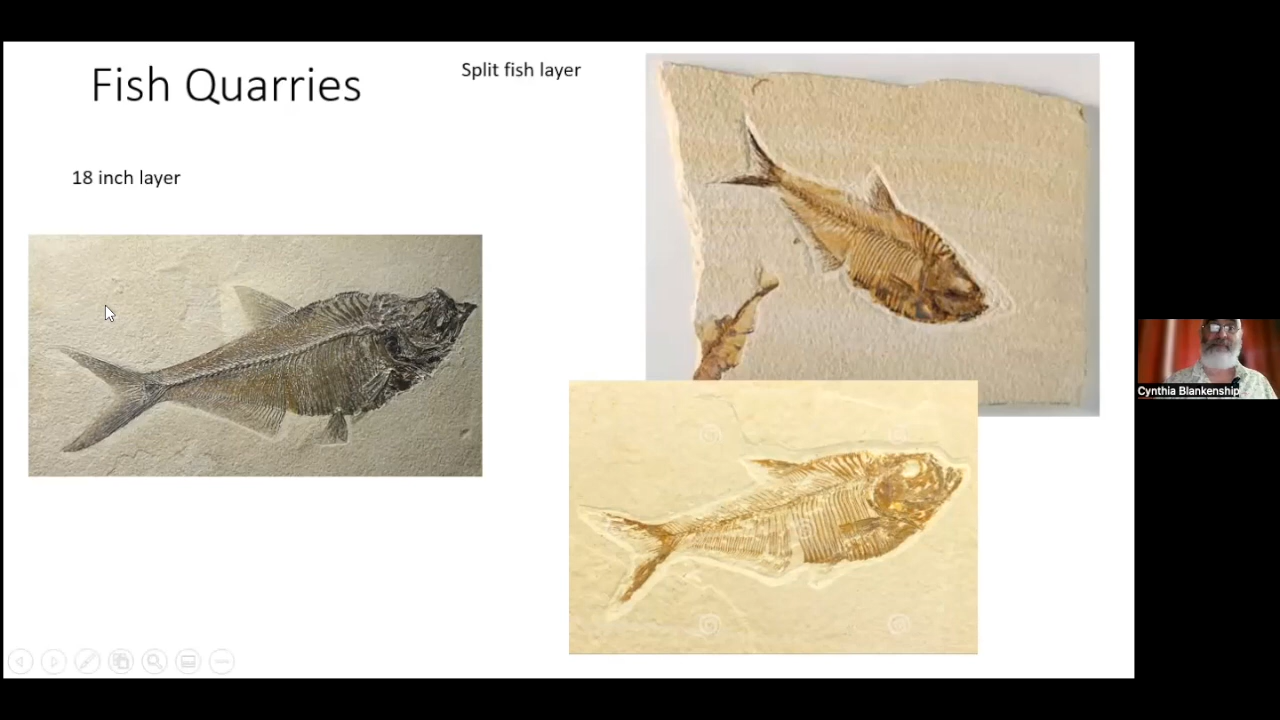 Fish Quarries
Split fish layer
18 inch layer
Cynthia Blankenship